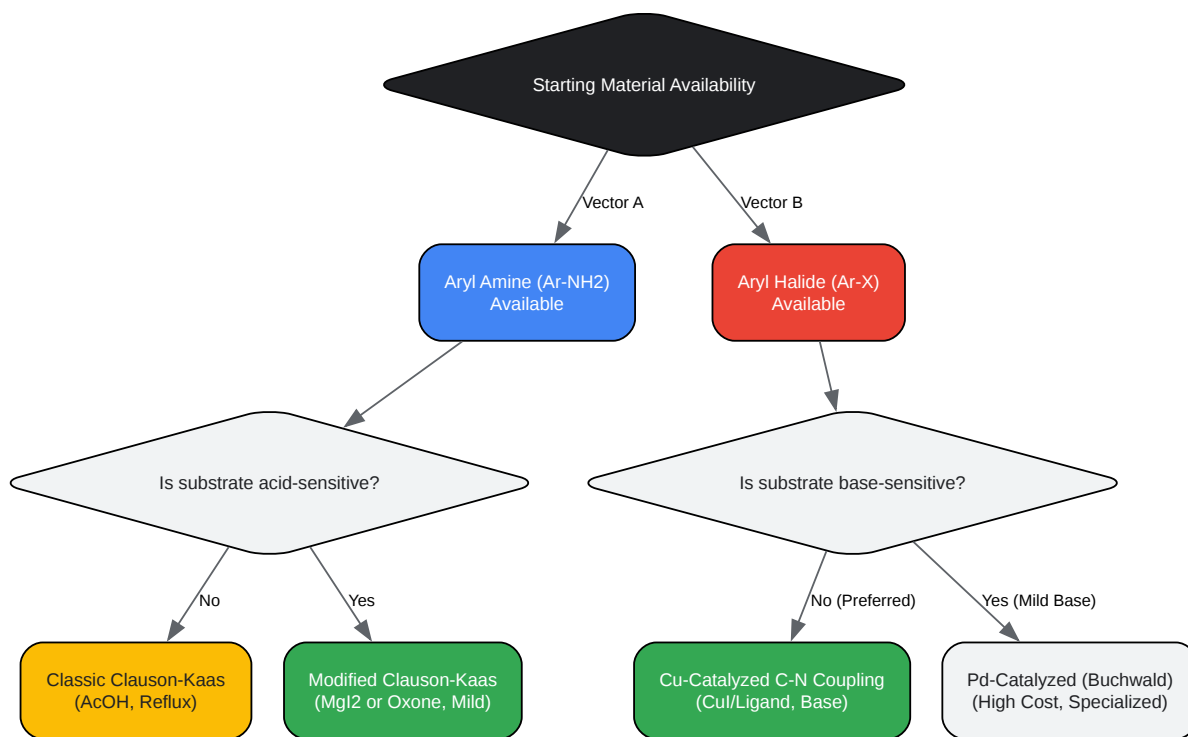 Starting Material Availability
Vector A
Vector B
Aryl Amine (Ar-NH2)
Available
Aryl Halide (Ar-X)
Available
Is substrate acid-sensitive?
Is substrate base-sensitive?
No
Yes
No (Preferred)
Yes (Mild Base)
Classic Clauson-Kaas
(AcOH, Reflux)
Modified Clauson-Kaas
(MgI2 or Oxone, Mild)
Cu-Catalyzed C-N Coupling
(CuI/Ligand, Base)
Pd-Catalyzed (Buchwald)
(High Cost, Specialized)